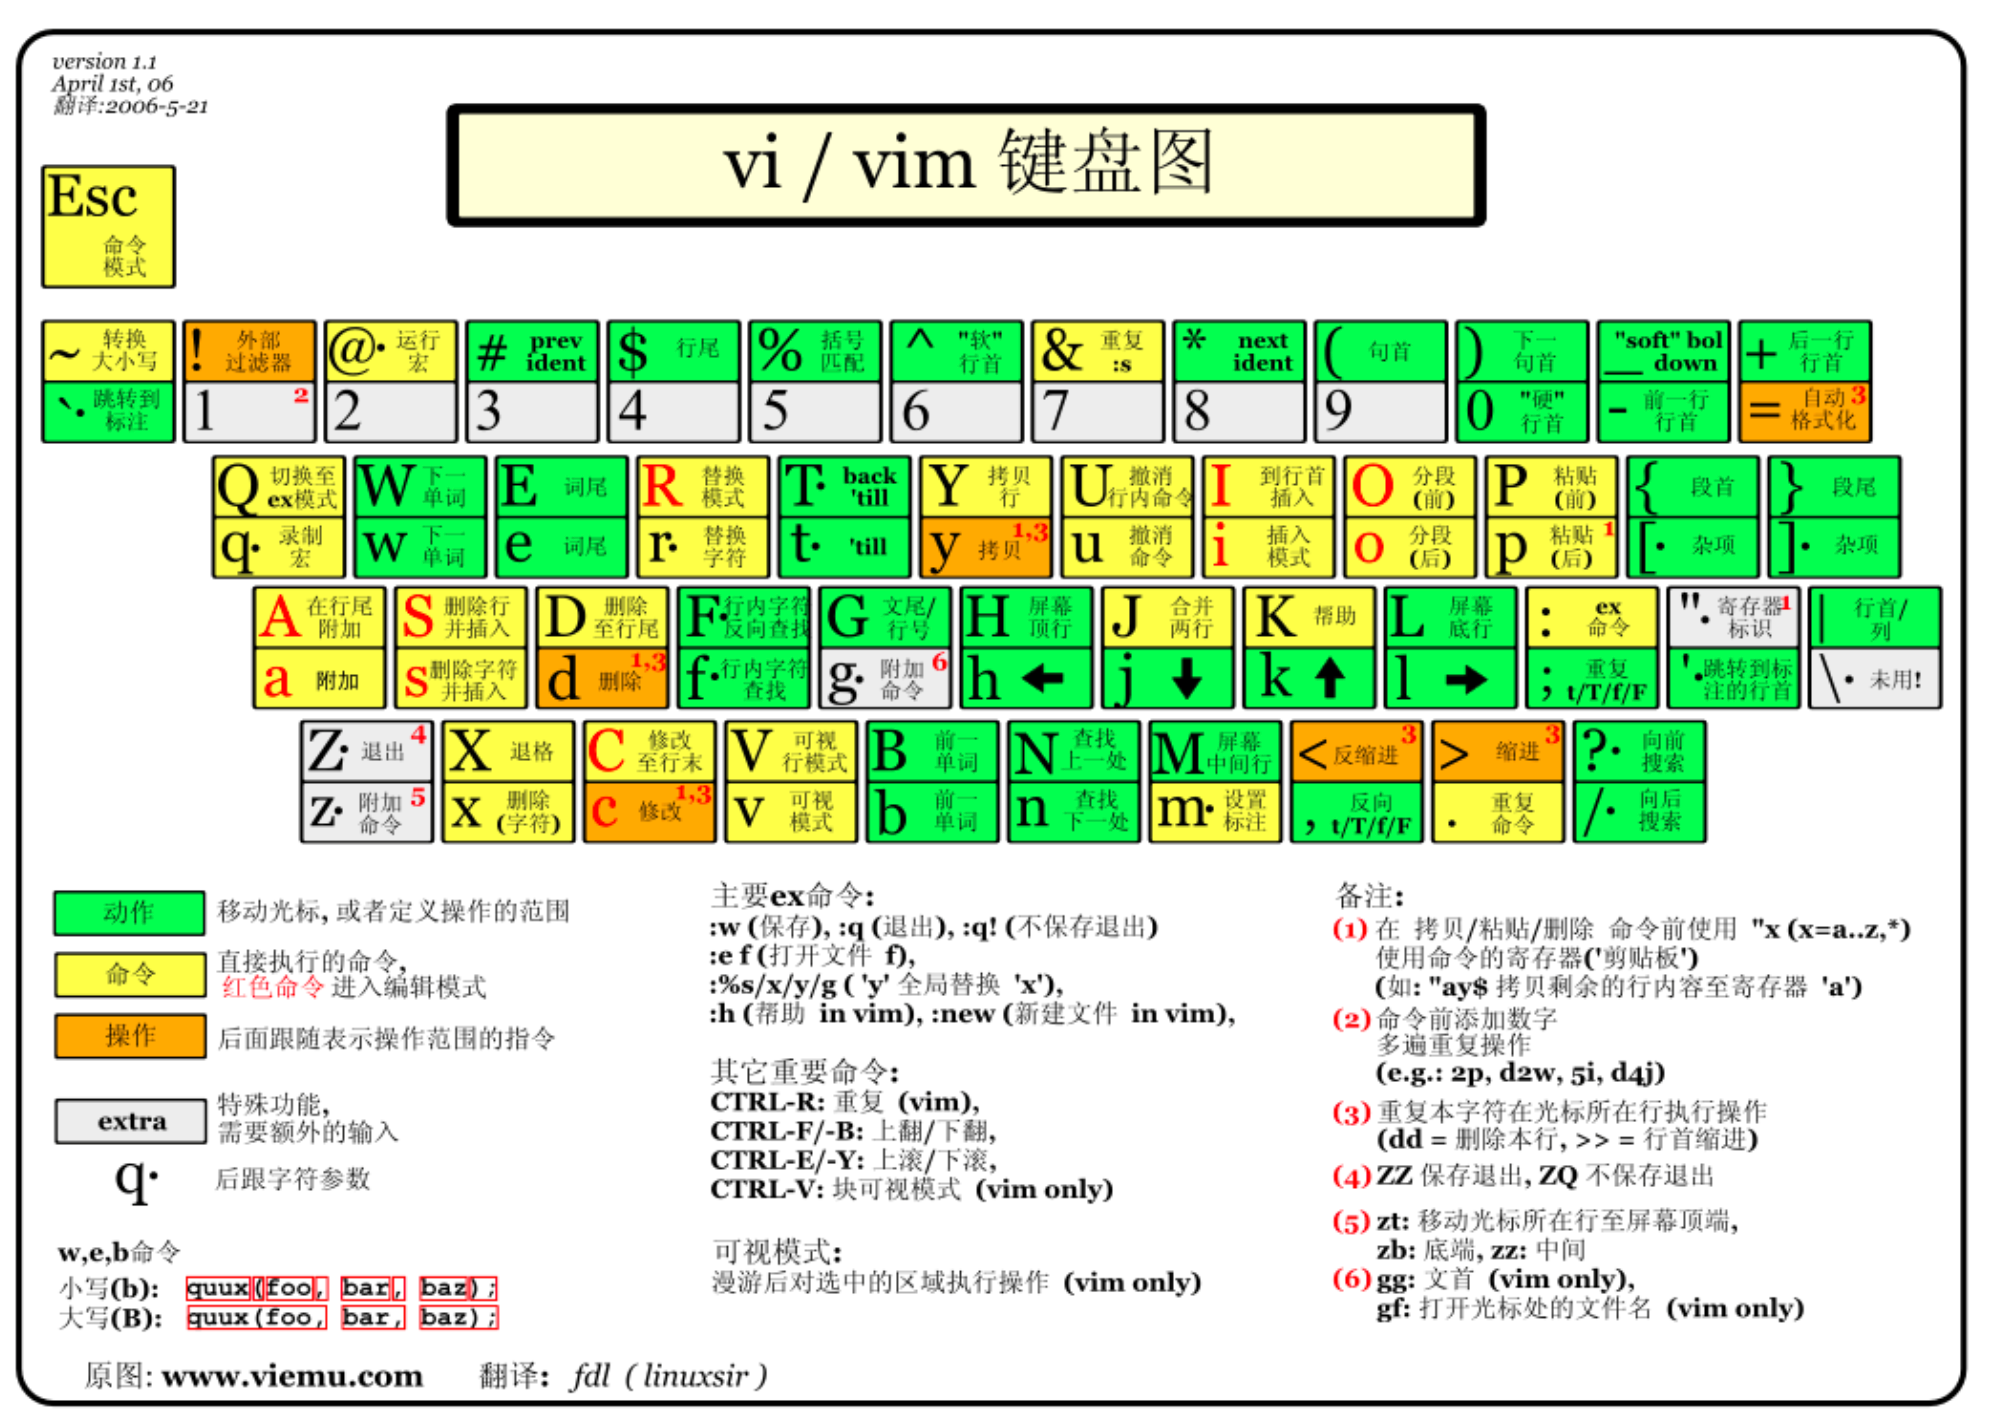 version 1.1
April 1st, 06
翻译:2006-5-21
vi / vim 键盘图
Esc
命令
模式
~ 转换
大小写
! 外部
过滤器
@· 运行
宏
# prev
ident
$ 行尾
% 括号
匹配
^ "软"
行首
& 重复
:s
* next
ident
( 句首
) 下一
句首
"soft" bol
_ down
+ 后一行
行首
`· 跳转到
标注
1 2
2
3
4
5
6
7
8
9
0 "硬"
行首
- 前一行
行首
= 自动 3
格式化
Q 切换至
ex模式
W 下一
单词
E 词尾
R 替换
模式
T· back
'till
Y 拷贝
行
U 撤消
行内命令
I 到行首
插入
O 分段
(前)
P 粘贴
(前)
{ 段首
} 段尾
q· 录制
宏
w 下一
单词
e 词尾
r· 替换
字符
t· 'till
y 拷贝 1,3
u 撤消
命令
i 插入
模式
o 分段
(后)
p 粘贴 1
(后)
[· 杂项
]· 杂项
A 在行尾
附加
S 删除行
并插入
D 删除
至行尾
F· 行内字符
反向查找
G 文尾/
行号
H 屏幕
顶行
J 合并
两行
K 帮助
L 屏幕
底行
: ex
命令
"· 寄存器 1
标识
| 行首/
列
a 附加
s 删除字符
并插入
d 删除 1,3
f· 行内字符
查找
g· 附加 6
命令
h ←
j ↓
k ↑
l →
; 重复
t/T/f/F
'· 跳转到标
注的行首
\· 未用!
Z· 退出 4
X 退格
C 修改
至行末
V 可视
行模式
B 前一
单词
N 查找
上一处
M 屏幕
中间行
< 反缩进 3
> 缩进 3
?· 向前
搜索
z· 附加 5
命令
x 删除
(字符)
c 修改 1,3
v 可视
模式
b 前一
单词
n 查找
下一处
m· 设置
标注
, 反向
t/T/f/F
. 重复
命令
/· 向后
搜索
动作 移动光标, 或者定义操作的范围
命令 直接执行的命令,
红色命令 进入编辑模式
操作 后面跟随表示操作范围的指令
extra 特殊功能,
需要额外的输入
q· 后跟字符参数
w,e,b命令
小写(b): quux(foo, bar, baz);
大写(B): quux(foo, bar, baz);
原图: www.viemu.com 翻译: fdl ( linuxsir )
主要ex命令:
:w (保存), :q (退出), :q! (不保存退出)
:e f (打开文件 f),
:%s/x/y/g ( 'y' 全局替换 'x'),
:h (帮助 in vim), :new (新建文件 in vim),
其它重要命令:
CTRL-R: 重复 (vim),
CTRL-F/-B: 上翻/下翻,
CTRL-E/-Y: 上滚/下滚,
CTRL-V: 块可视模式 (vim only)
可视模式:
漫游后对选中的区域执行操作 (vim only)
备注:
(1) 在 拷贝/粘贴/删除 命令前使用 "x (x=a..z,*)
使用命令的寄存器('剪贴板')
(如: "ay$ 拷贝剩余的行内容至寄存器 'a')
(2) 命令前添加数字
多遍重复操作
(e.g.: 2p, d2w, 5i, d4j)
(3) 重复本字符在光标所在行执行操作
(dd = 删除本行, >> = 行首缩进)
(4) ZZ 保存退出, ZQ 不保存退出
(5) zt: 移动光标所在行至屏幕顶端,
zb: 底端, zz: 中间
(6) gg: 文首 (vim only),
gf: 打开光标处的文件名 (vim only)